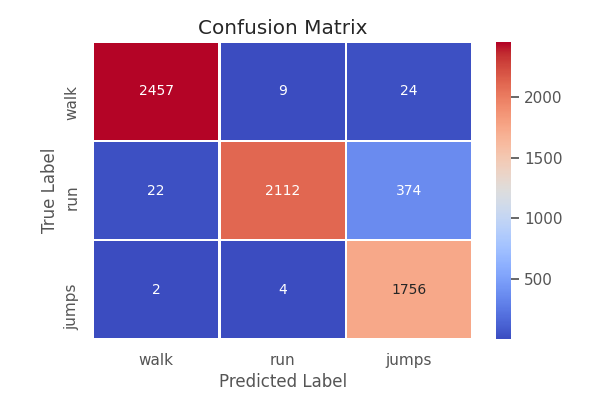 Confusion Matrix
True Label
walk
2457
9
24
run
22
2112
374
jumps
2
4
1756
walk
run
jumps
Predicted Label
2000
1500
1000
500